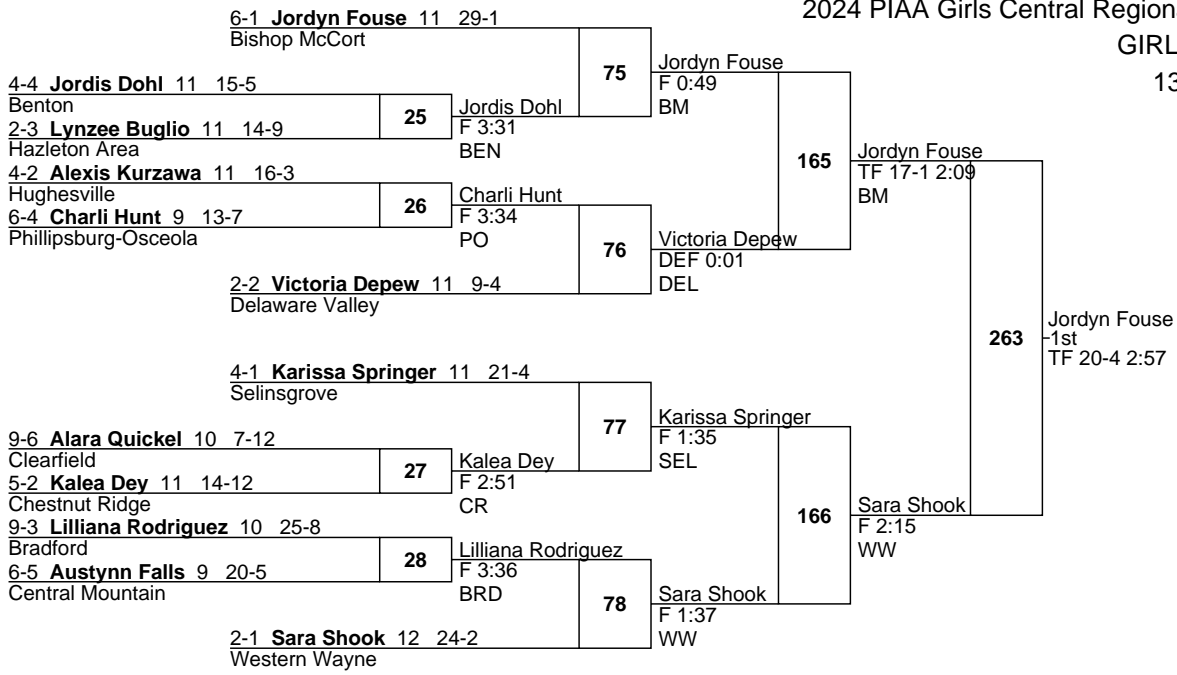 2024 PIAA Girls Central Regiona
GIRL
13
6-1 Jordyn Fouse 11 29-1
Bishop McCort
4-4 Jordis Dohl 11 15-5
Benton
2-3 Lynzee Buglio 11 14-9
Hazleton Area
4-2 Alexis Kurzawa 11 16-3
Hughesville
6-4 Charli Hunt 9 13-7
Phillipsburg-Osceola
2-2 Victoria Depew 11 9-4
Delaware Valley
4-1 Karissa Springer 11 21-4
Selinsgrove
9-6 Alara Quickel 10 7-12
Clearfield
5-2 Kalea Dey 11 14-12
Chestnut Ridge
9-3 Lilliana Rodriguez 10 25-8
Bradford
6-5 Austynn Falls 9 20-5
Central Mountain
2-1 Sara Shook 12 24-2
Western Wayne
25
Jordis Dohl
F 3:31
BEN
26
Charli Hunt
F 3:34
PO
27
Kalea Dey
F 2:51
CR
28
Lilliana Rodriguez
F 3:36
BRD
75
Jordyn Fouse
F 0:49
BM
76
Victoria Depew
DEF 0:01
DEL
77
Karissa Springer
F 1:35
SEL
78
Sara Shook
F 1:37
WW
165
Jordyn Fouse
TF 17-1 2:09
BM
166
Sara Shook
F 2:15
WW
263
Jordyn Fouse
1st
TF 20-4 2:57